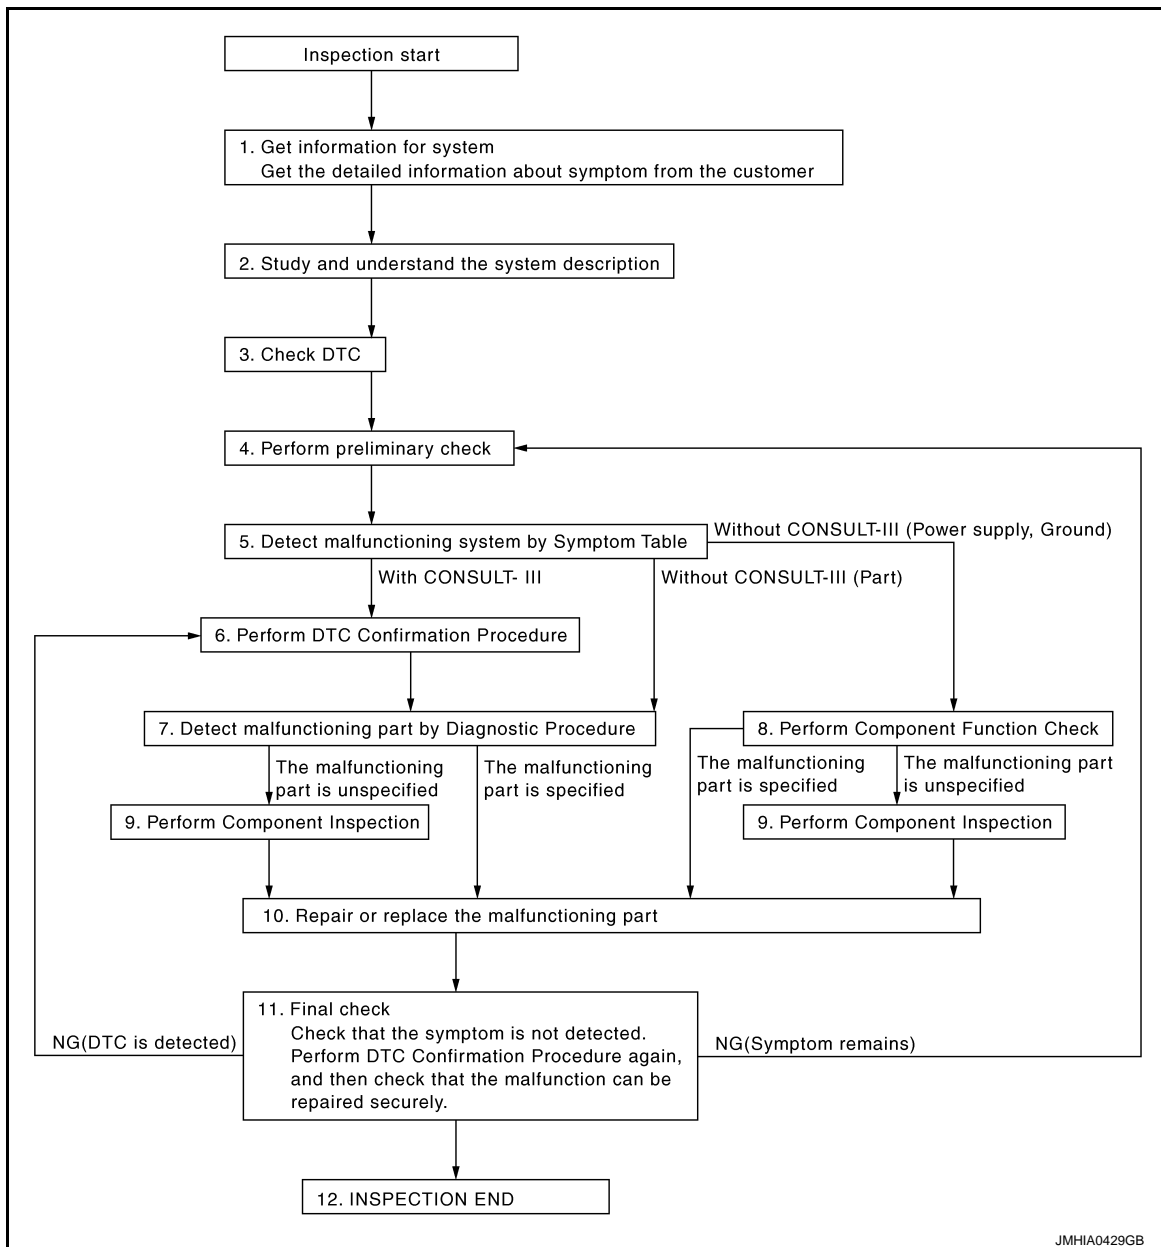 Inspection start
1. Get information for system
Get the detailed information about symptom from the customer
2. Study and understand the system description
3. Check DTC
4. Perform preliminary check
5. Detect malfunctioning system by Symptom Table
Without CONSULT-III (Power supply, Ground)
With CONSULT- III
Without CONSULT-III (Part)
6. Perform DTC Confirmation Procedure
7. Detect malfunctioning part by Diagnostic Procedure
8. Perform Component Function Check
The malfunctioning
part is unspecified
The malfunctioning
part is specified
The malfunctioning
part is specified
The malfunctioning part
is unspecified
9. Perform Component Inspection
9. Perform Component Inspection
10. Repair or replace the malfunctioning part
11. Final check
Check that the symptom is not detected.
Perform DTC Confirmation Procedure again,
and then check that the malfunction can be
repaired securely.
NG(DTC is detected)
NG(Symptom remains)
12. INSPECTION END
JMHIA0429GB